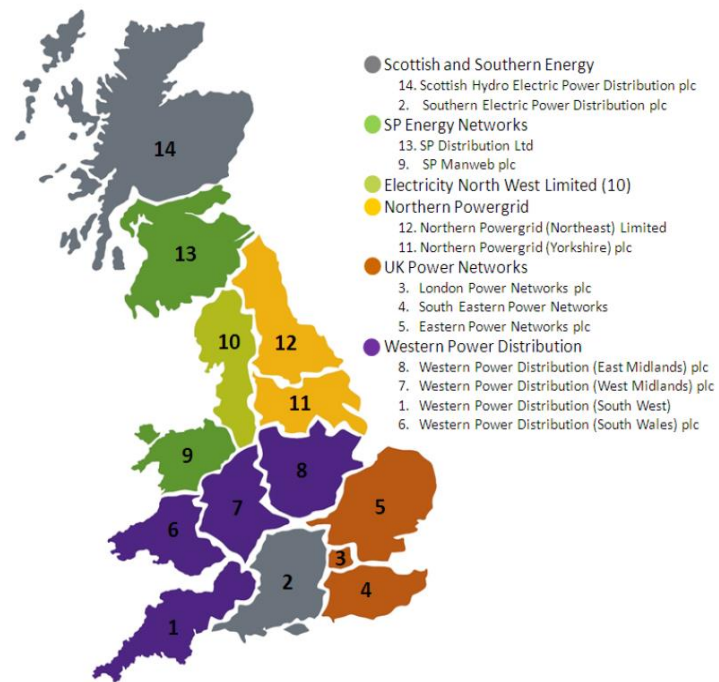 Scottish and Southern Energy
14. Scottish Hydro Electric Power Distribution plc
2. Southern Electric Power Distribution plc
SP Energy Networks
13. SP Distribution Ltd
9. SP Manweb plc
Electricity North West Limited (10)
Northern Powergrid
12. Northern Powergrid (Northeast) Limited
11. Northern Powergrid (Yorkshire) plc
UK Power Networks
3. London Power Networks plc
4. South Eastern Power Networks
5. Eastern Power Networks plc
Western Power Distribution
8. Western Power Distribution (East Midlands) plc
7. Western Power Distribution (West Midlands) plc
1. Western Power Distribution (South West)
6. Western Power Distribution (South Wales) plc
14
13
10
12
11
9
8
7
5
6
3
2
4
1